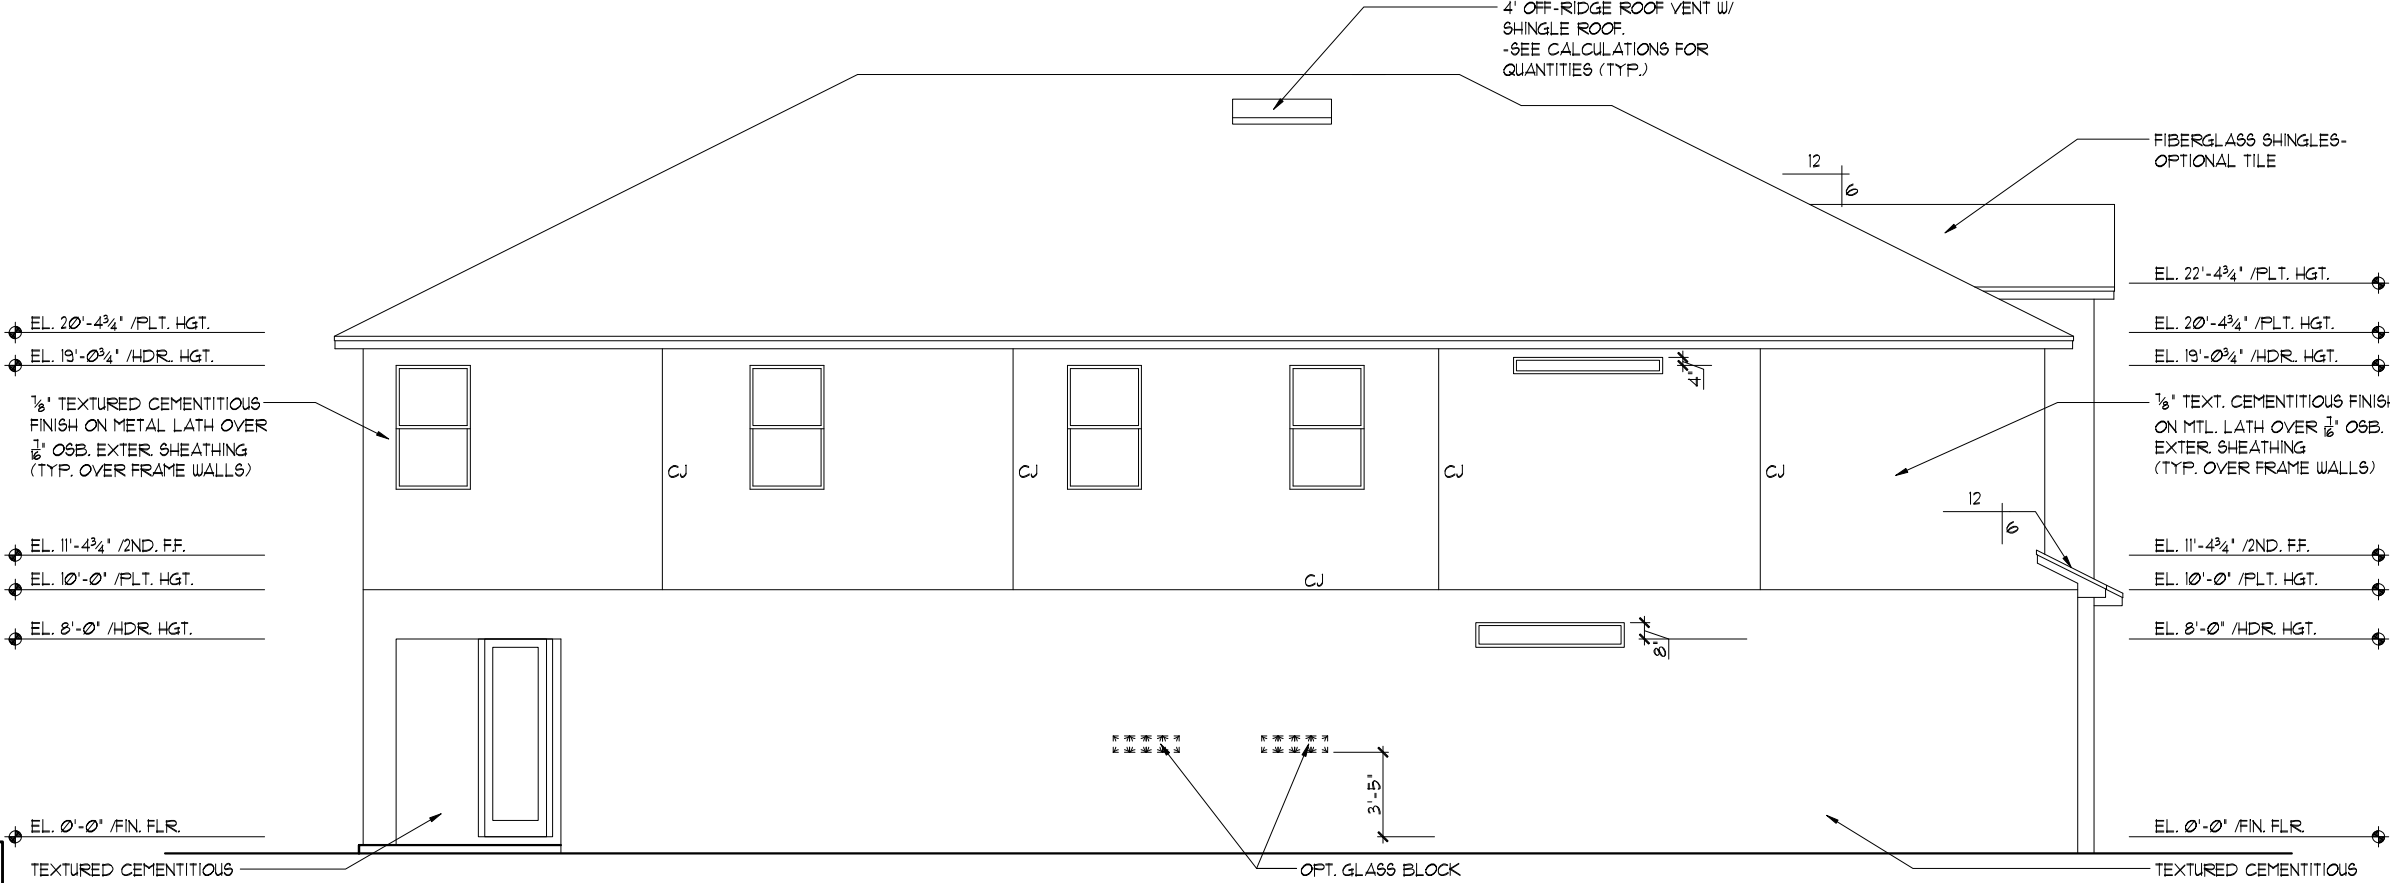 4' OFF-RIDGE ROOF VENT W/
SHINGLE ROOF.
-SEE CALCULATIONS FOR
QUANTITIES (TYP.)
12
6
FIBERGLASS SHINGLES-
OPTIONAL TILE
EL. 20'-4¾" /PLT. HGT.
EL. 19'-0¾" /HDR. HGT.
⅞" TEXTURED CEMENTITIOUS
FINISH ON METAL LATH OVER
7/16" OSB. EXTER. SHEATHING
(TYP. OVER FRAME WALLS)
EL. 11'-4¾" /2ND. F.F.
EL. 10'-0" /PLT. HGT.
EL. 8'-0" /HDR. HGT.
EL. 0'-0" /FIN. FLR.
TEXTURED CEMENTITIOUS
CJ
CJ
CJ
CJ
CJ
4"
8"
3'-5"
OPT. GLASS BLOCK
12
6
EL. 22'-4¾" /PLT. HGT.
EL. 20'-4¾" /PLT. HGT.
EL. 19'-0¾" /HDR. HGT.
⅞" TEXT. CEMENTITIOUS FINISH
ON MTL. LATH OVER 7/16" OSB.
EXTER. SHEATHING
(TYP. OVER FRAME WALLS)
EL. 11'-4¾" /2ND. F.F.
EL. 10'-0" /PLT. HGT.
EL. 8'-0" /HDR. HGT.
EL. 0'-0" /FIN. FLR.
TEXTURED CEMENTITIOUS